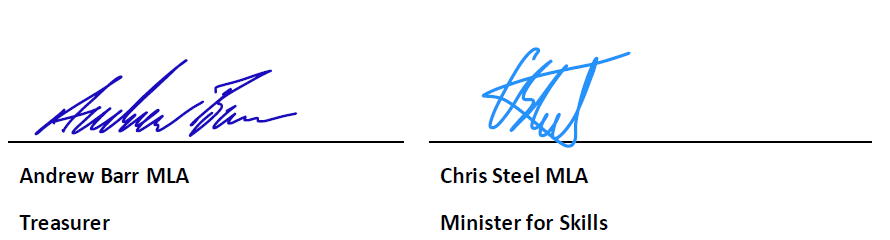 Andrew Barr MLA
Treasurer
Chris Steel MLA
Minister for Skills